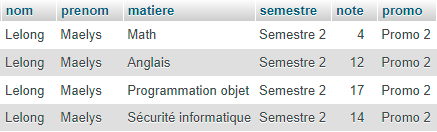 nom prenom matiere semestre note promo
Lelong Maelys Math Semestre 2 4 Promo 2
Lelong Maelys Anglais Semestre 2 12 Promo 2
Lelong Maelys Programmation objet Semestre 2 17 Promo 2
Lelong Maelys Sécurité informatique Semestre 2 14 Promo 2